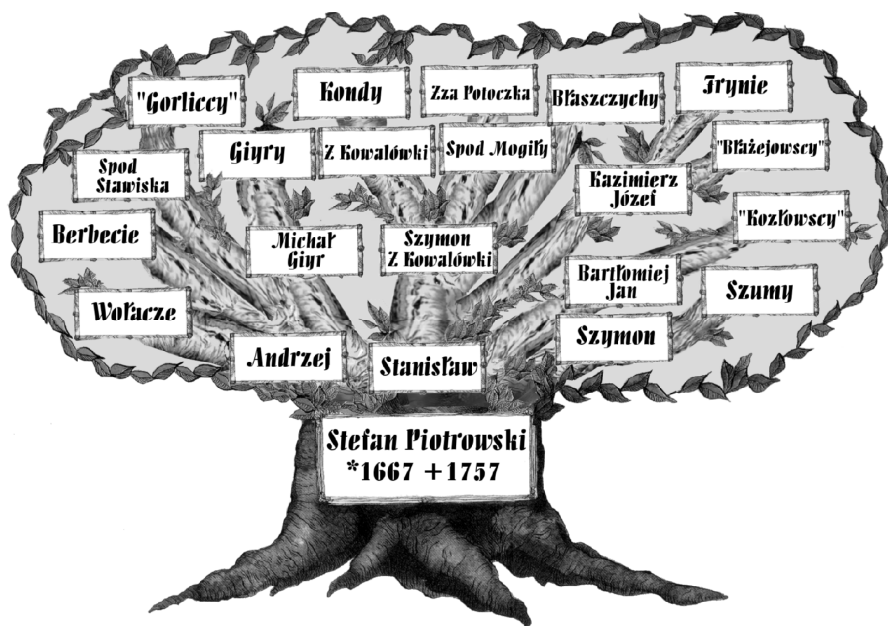 "Gorliccy"
Kondy
Zza Potoczka
Błaszczychy
Frynie
Giyry
Z Kowalówki
Spod Mogiły
"Błażejowscy"
Spod
Stawiska
Kazimierz
Józef
Berbecie
Michał
Giyr
Szymon
Z Kowalówki
"Kozłowscy"
Bartłomiej
Jan
Szumy
Wołacze
Szymon
Andrzej
Stanisław
Stefan Piotrowski
*1667 +1757